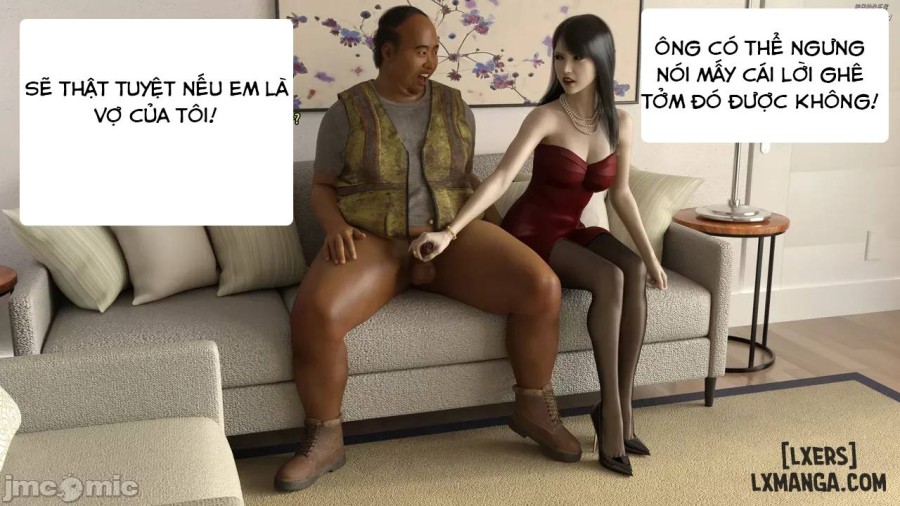 SẼ THẬT TUYỆT NẾU EM LÀ
VỢ CỦA TÔI!
ÔNG CÓ THỂ NGƯNG
NÓI MẤY CÁI LỜI GHÊ
TỞM ĐÓ ĐƯỢC KHÔNG!
?
jmcomic
[LXERS]
LXMANGA.COM